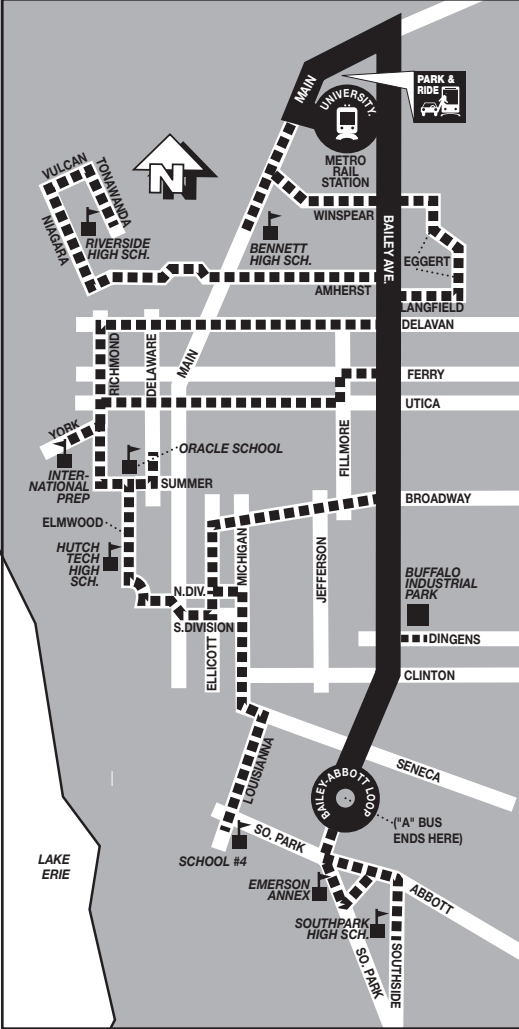 PARK &
RIDE
MAIN
UNIVERSITY
METRO
RAIL
STATION
VULCAN
TONAWANDA
N
NIAGARA
RIVERSIDE
HIGH SCH.
WINSPEAR
BENNETT
HIGH SCH.
BAILEY AVE.
EGGERT
AMHERST
LANGFIELD
DELAVAN
RICHMOND
DELAWARE
MAIN
FERRY
UTICA
YORK
FILLMORE
ORACLE SCHOOL
INTER-
NATIONAL
PREP
SUMMER
BROADWAY
ELMWOOD
HUTCH
TECH
HIGH
SCH.
MICHIGAN
JEFFERSON
BUFFALO
INDUSTRIAL
PARK
N.DIV.
S.DIVISION
ELLICOTT
DINGENS
CLINTON
SENECA
LOUISIANNA
BAILEY-ABBOTT LOOP
("A" BUS
ENDS HERE)
SO. PARK
SCHOOL #4
LAKE
ERIE
EMERSON
ANNEX
ABBOTT
SOUTHPARK
HIGH SCH.
SO. PARK
SOUTHSIDE